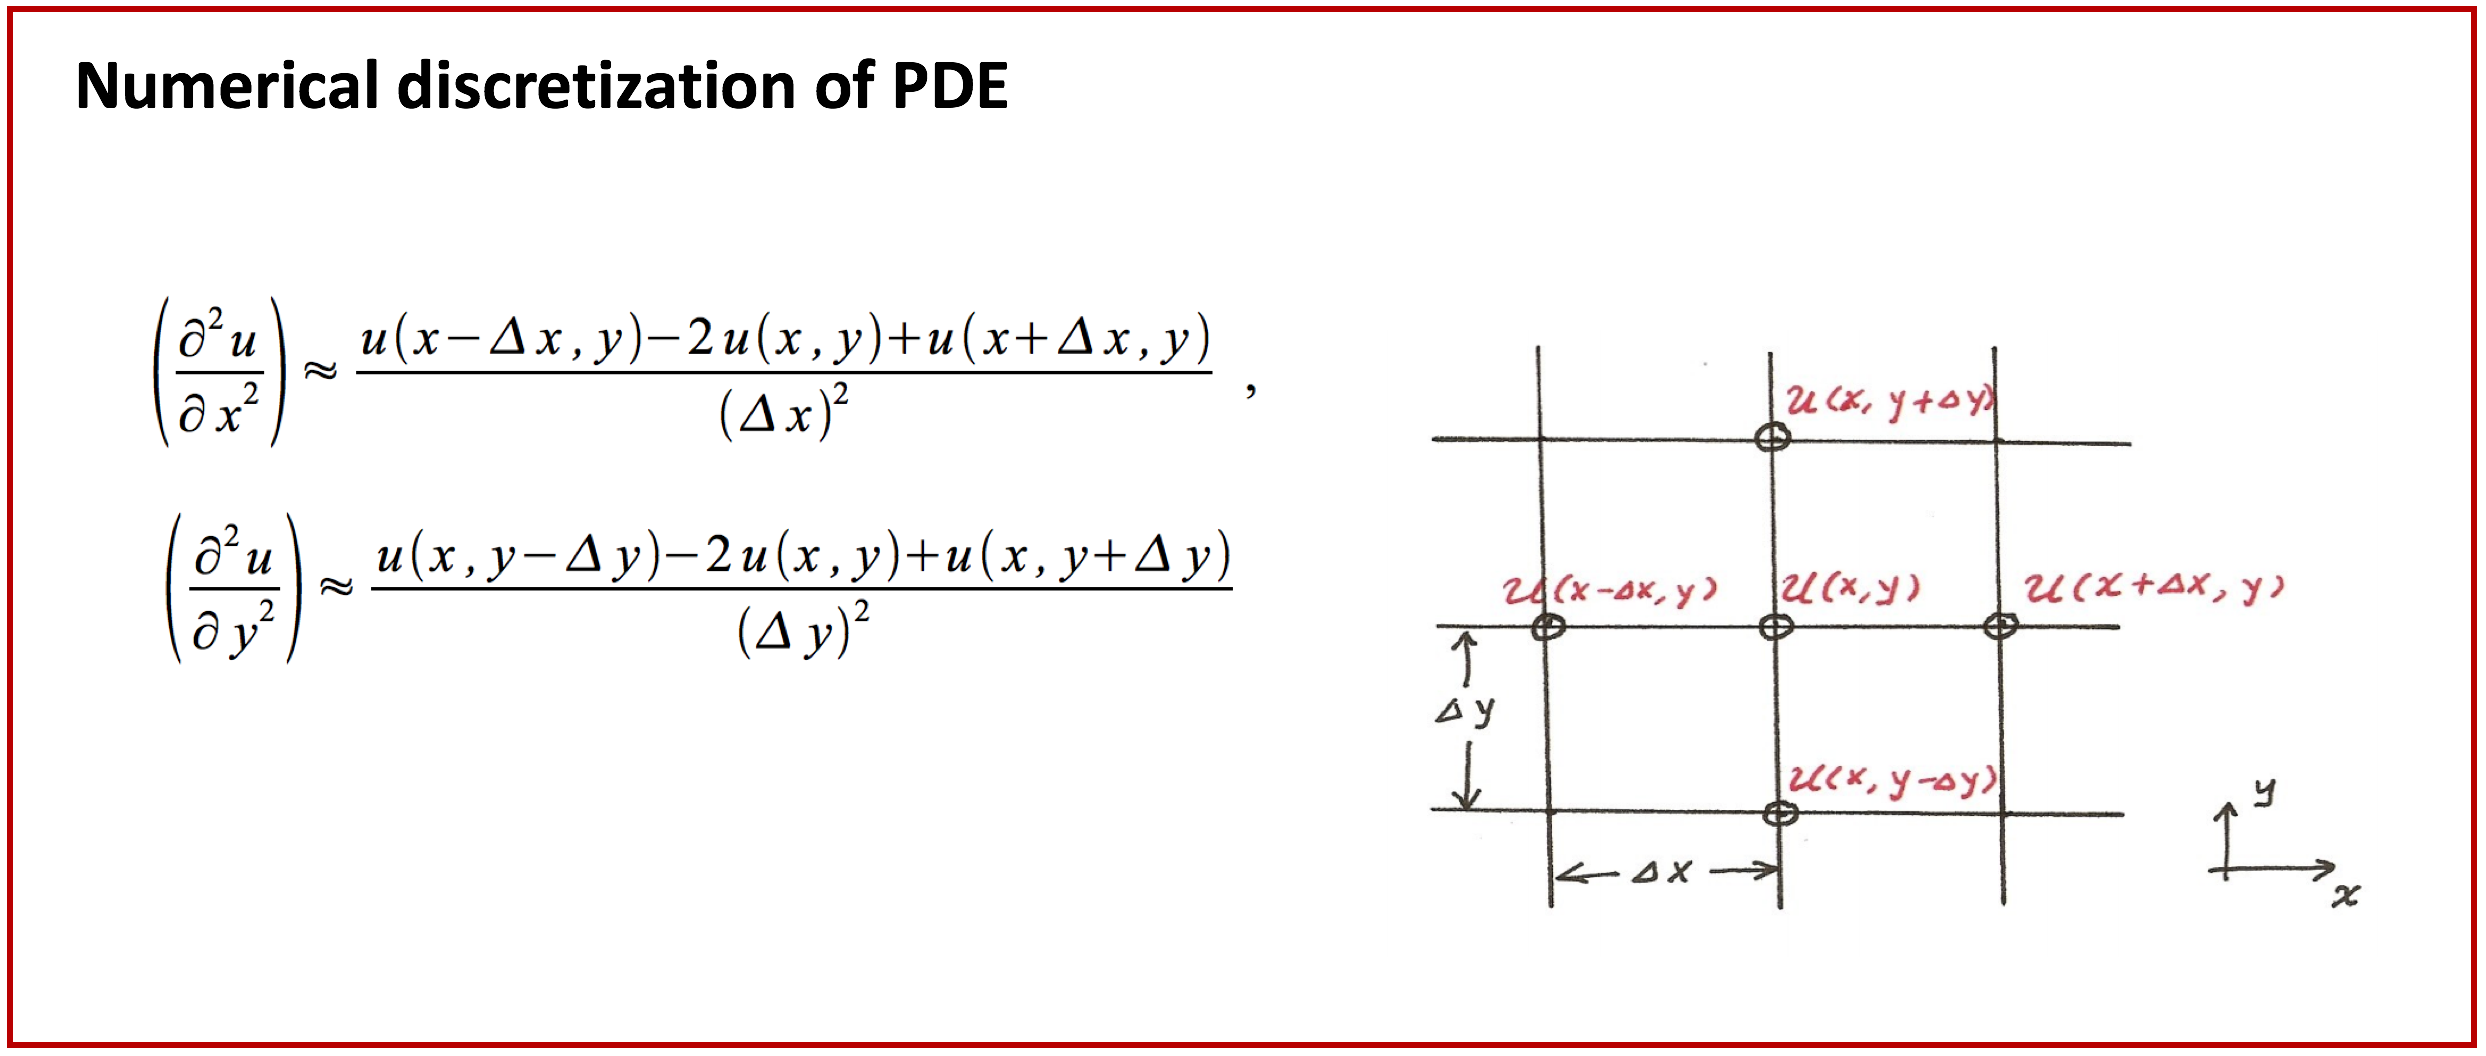 Numerical discretization of PDE
(∂²u/∂x²) ≈ (u(x−Δx, y)−2u(x, y)+u(x+Δx, y))/(Δx)² ,
(∂²u/∂y²) ≈ (u(x, y−Δy)−2u(x, y)+u(x, y+Δy))/(Δy)²
u(x, y+Δy)
u(x-Δx, y) u(x,y) u(x+Δx, y)
Δy
u(x, y-Δy)
Δx
y
x